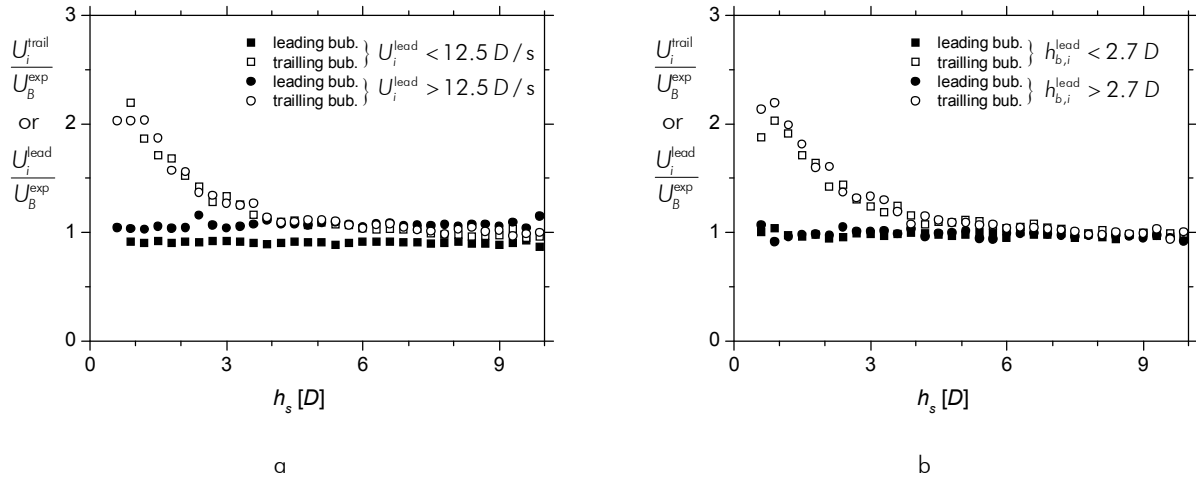 3
2
1
0
0 3 6 9
U_i^trail
U_B^exp
or
U_i^lead
U_B^exp
leading bub.
trailling bub. } U_i^lead < 12.5 D / s
leading bub.
trailling bub. } U_i^lead > 12.5 D / s
h_s [D]
a
3
2
1
0
0 3 6 9
U_i^trail
U_B^exp
or
U_i^lead
U_B^exp
leading bub.
trailling bub. } h_{b,i}^lead < 2.7 D
leading bub.
trailling bub. } h_{b,i}^lead > 2.7 D
h_s [D]
b